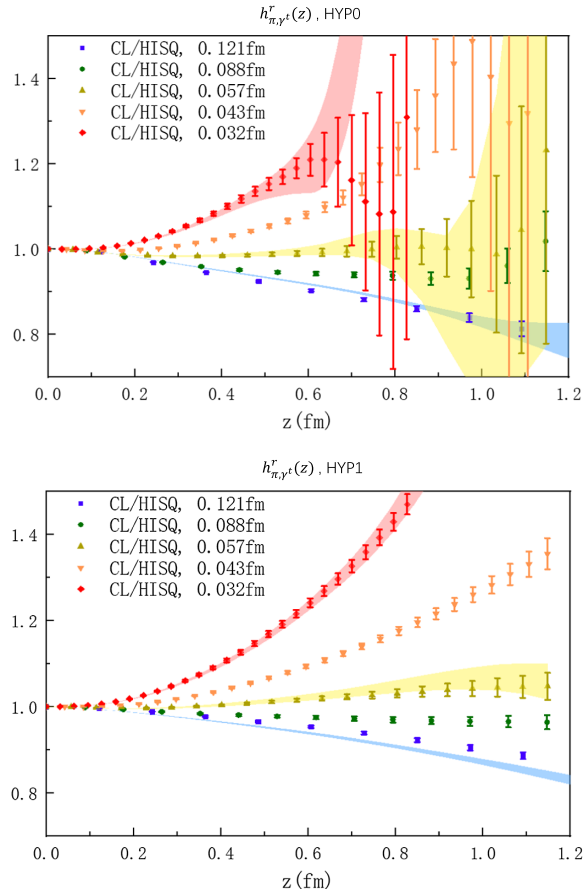 h^r_{π,γ^t}(z) , HYP0
CL/HISQ, 0.121fm
CL/HISQ, 0.088fm
CL/HISQ, 0.057fm
CL/HISQ, 0.043fm
CL/HISQ, 0.032fm
1.4
1.2
1.0
0.8
0.0 0.2 0.4 0.6 0.8 1.0 1.2
z(fm)
h^r_{π,γ^t}(z) , HYP1
CL/HISQ, 0.121fm
CL/HISQ, 0.088fm
CL/HISQ, 0.057fm
CL/HISQ, 0.043fm
CL/HISQ, 0.032fm
1.4
1.2
1.0
0.8
0.0 0.2 0.4 0.6 0.8 1.0 1.2
z(fm)